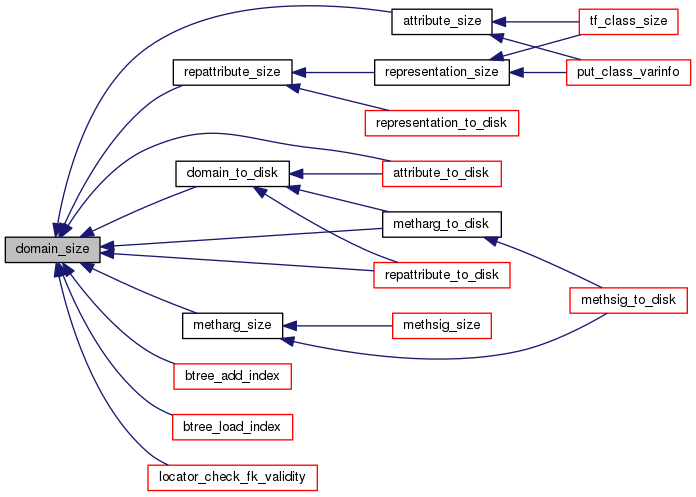 attribute_size
tf_class_size
repattribute_size
representation_size
put_class_varinfo
representation_to_disk
domain_to_disk
attribute_to_disk
metharg_to_disk
domain_size
repattribute_to_disk
methsig_to_disk
metharg_size
methsig_size
btree_add_index
btree_load_index
locator_check_fk_validity